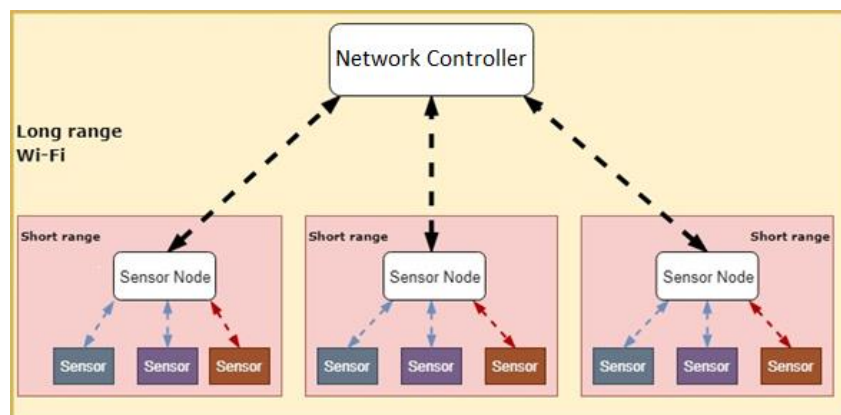 Network Controller
Long range
Wi-Fi
Short range
Short range
Short range
Sensor Node
Sensor Node
Sensor Node
Sensor
Sensor
Sensor
Sensor
Sensor
Sensor
Sensor
Sensor
Sensor